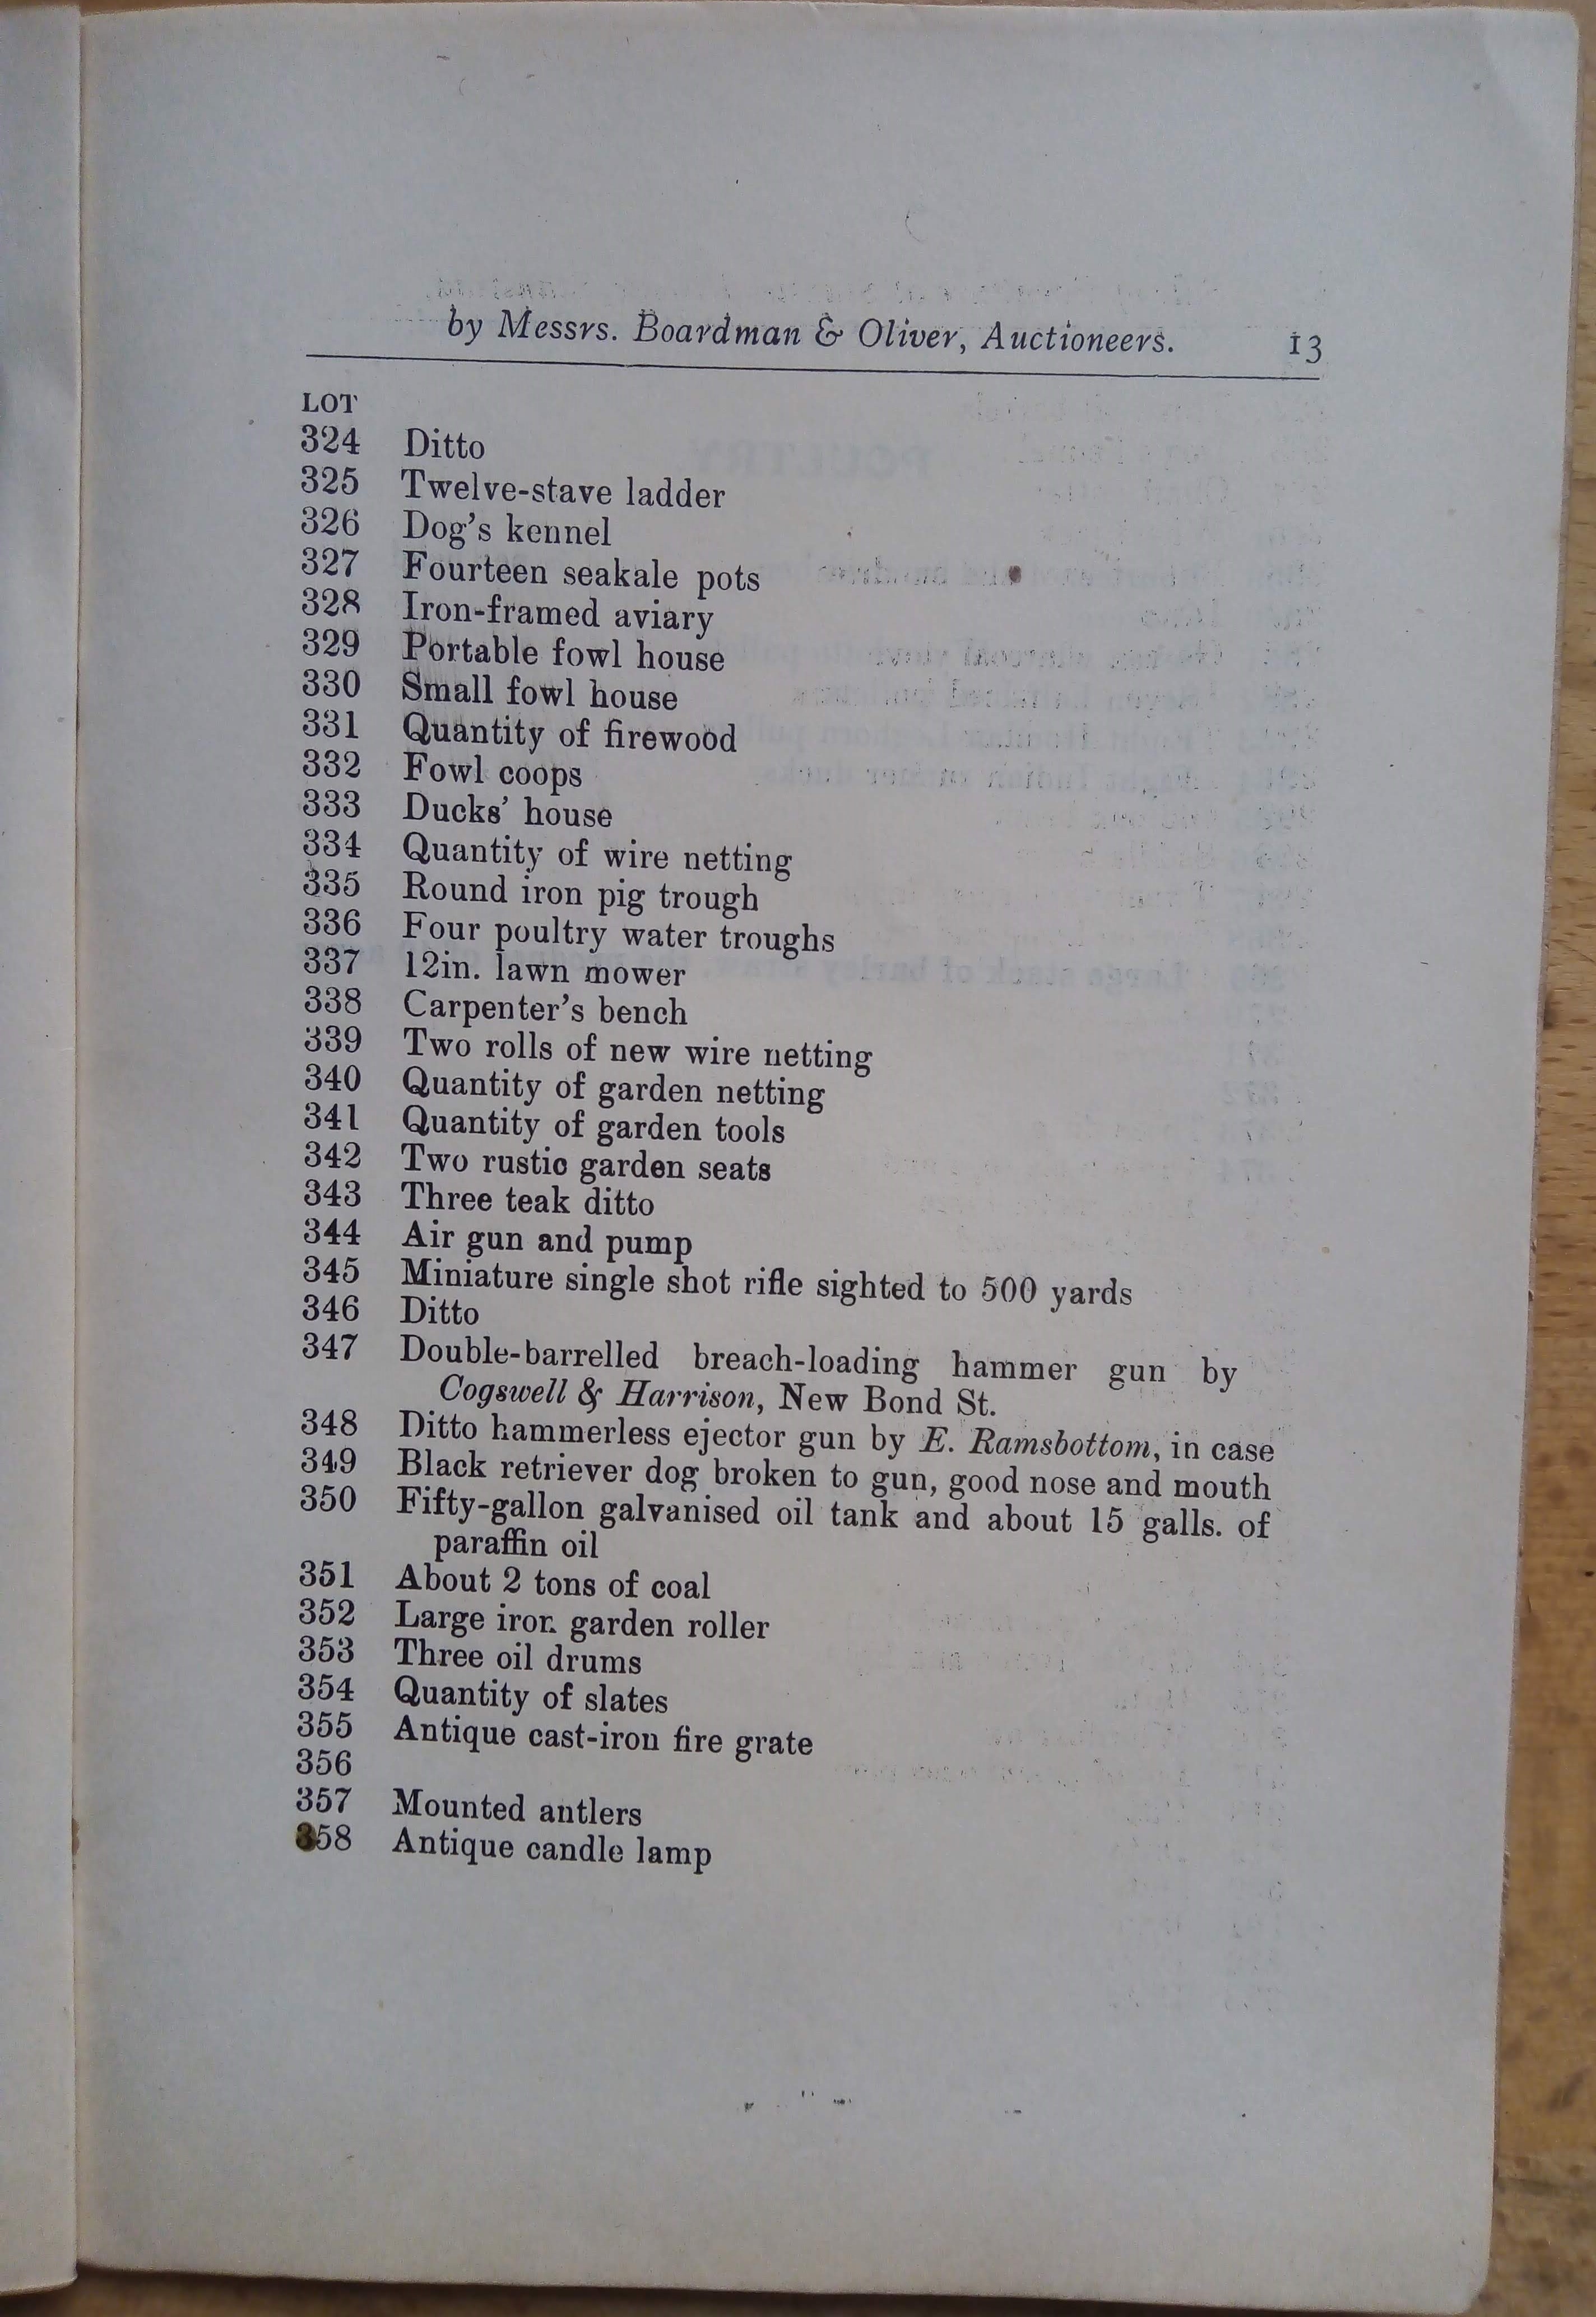 by Messrs. Boardman & Oliver, Auctioneers. 13
LOT
324 Ditto
325 Twelve-stave ladder
326 Dog's kennel
327 Fourteen seakale pots
328 Iron-framed aviary
329 Portable fowl house
330 Small fowl house
331 Quantity of firewood
332 Fowl coops
333 Ducks' house
334 Quantity of wire netting
335 Round iron pig trough
336 Four poultry water troughs
337 12in. lawn mower
338 Carpenter's bench
339 Two rolls of new wire netting
340 Quantity of garden netting
341 Quantity of garden tools
342 Two rustic garden seats
343 Three teak ditto
344 Air gun and pump
345 Miniature single shot rifle sighted to 500 yards
346 Ditto
347 Double-barrelled breach-loading hammer gun by
Cogswell & Harrison, New Bond St.
348 Ditto hammerless ejector gun by E. Ramsbottom, in case
349 Black retriever dog broken to gun, good nose and mouth
350 Fifty-gallon galvanised oil tank and about 15 galls. of
paraffin oil
351 About 2 tons of coal
352 Large iron garden roller
353 Three oil drums
354 Quantity of slates
355 Antique cast-iron fire grate
356
357 Mounted antlers
358 Antique candle lamp